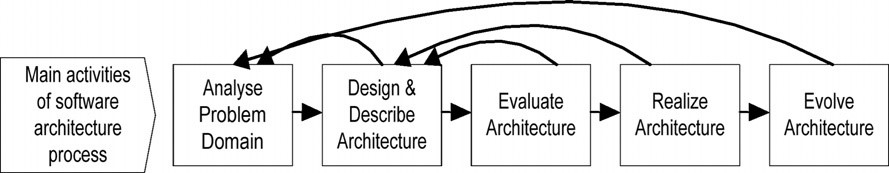 Main activities
of software
architecture
process
Analyse
Problem
Domain
Design &
Describe
Architecture
Evaluate
Architecture
Realize
Architecture
Evolve
Architecture